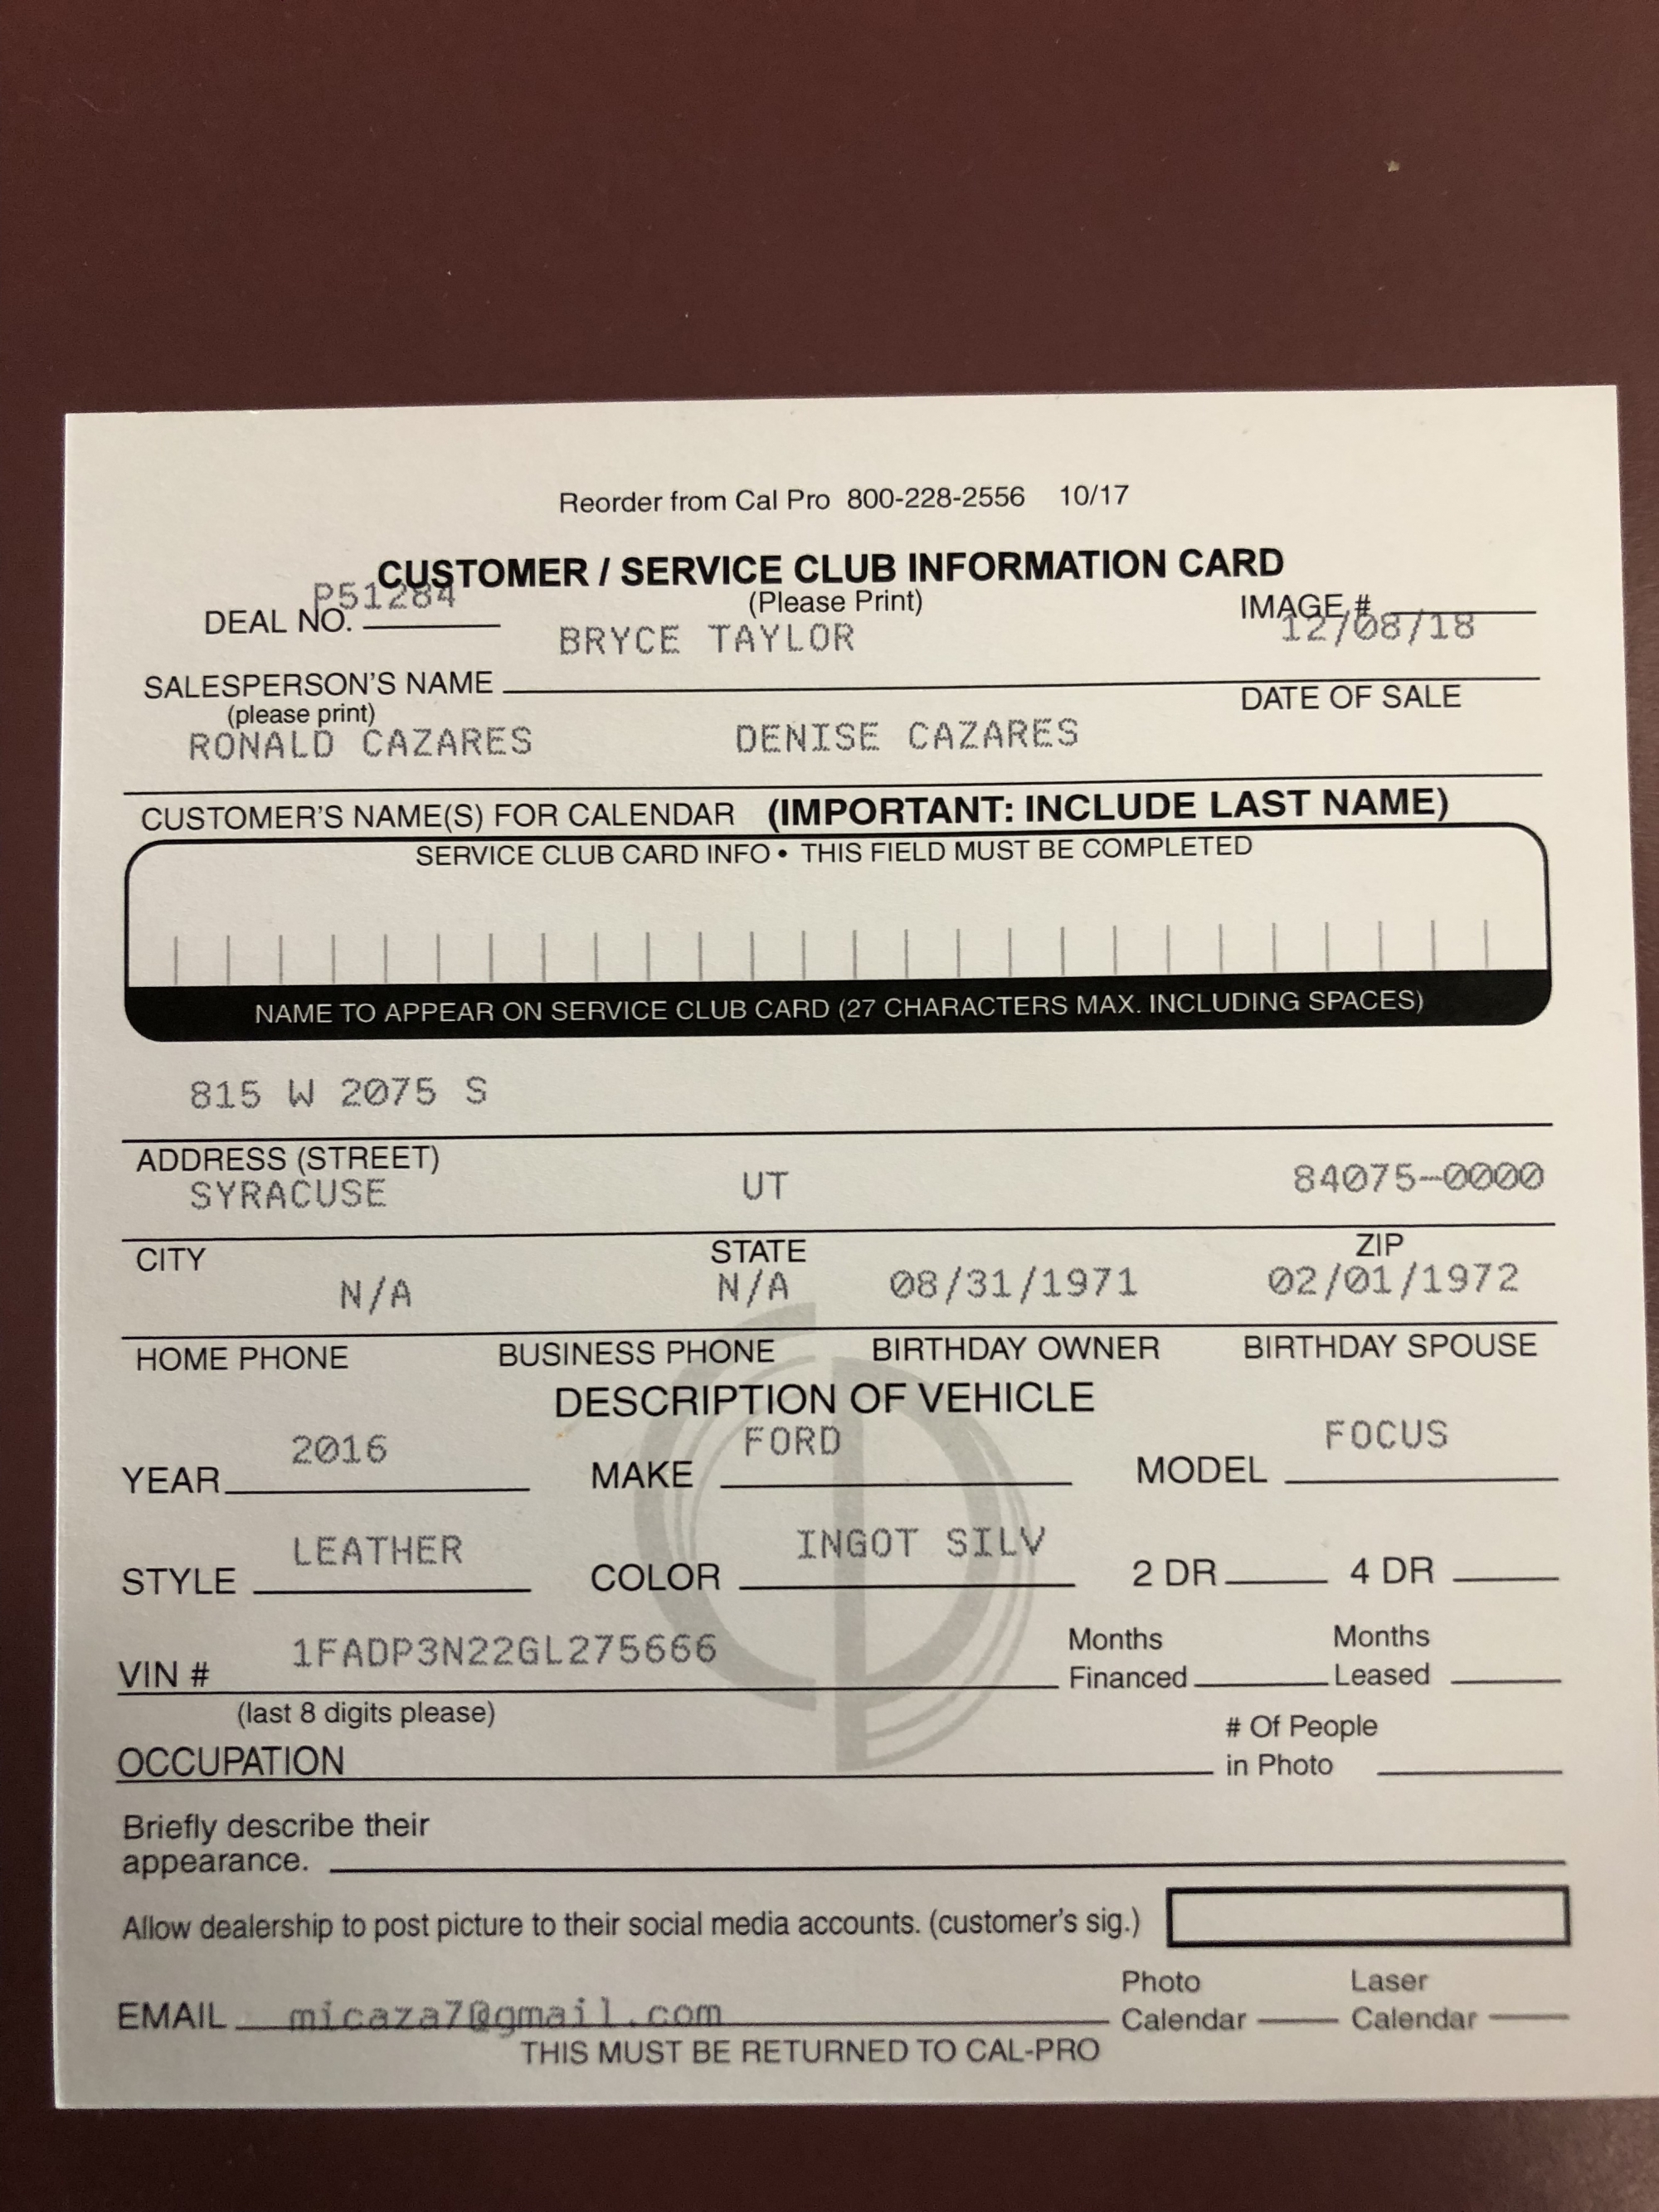 Reorder from Cal Pro 800-228-2556 10/17
CUSTOMER / SERVICE CLUB INFORMATION CARD
P51284
DEAL NO.
(Please Print)
IMAGE #
BRYCE TAYLOR
12/08/18
SALESPERSON'S NAME
DATE OF SALE
(please print)
RONALD CAZARES DENISE CAZARES
CUSTOMER'S NAME(S) FOR CALENDAR (IMPORTANT: INCLUDE LAST NAME)
SERVICE CLUB CARD INFO • THIS FIELD MUST BE COMPLETED
NAME TO APPEAR ON SERVICE CLUB CARD (27 CHARACTERS MAX. INCLUDING SPACES)
815 W 2075 S
ADDRESS (STREET)
SYRACUSE UT 84075-0000
CITY STATE ZIP
N/A N/A 08/31/1971 02/01/1972
HOME PHONE BUSINESS PHONE BIRTHDAY OWNER BIRTHDAY SPOUSE
DESCRIPTION OF VEHICLE
2016 FORD FOCUS
YEAR MAKE MODEL
LEATHER INGOT SILV
STYLE COLOR 2 DR 4 DR
1FADP3N22GL275666
VIN #
Months Financed
Months Leased
(last 8 digits please)
OCCUPATION
# Of People in Photo
Briefly describe their
appearance.
Allow dealership to post picture to their social media accounts. (customer's sig.)
EMAIL micaza7@gmail.com
Photo Calendar
Laser Calendar
THIS MUST BE RETURNED TO CAL-PRO